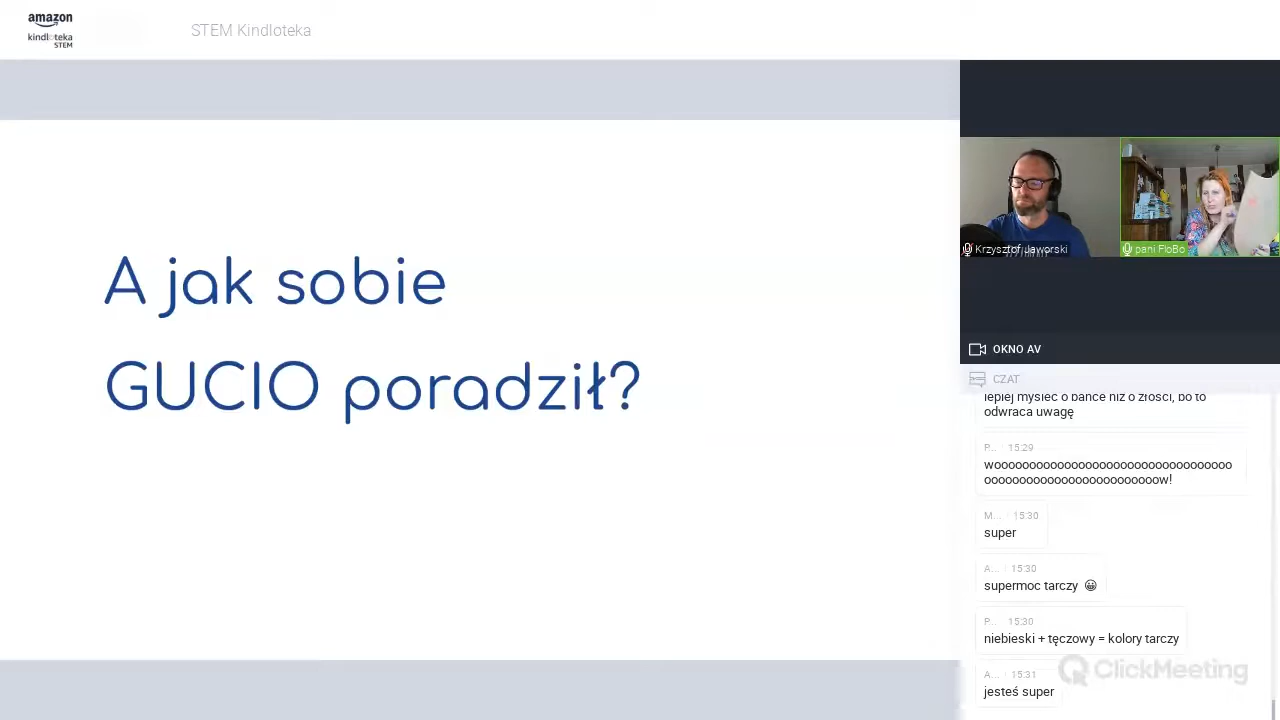 amazon
kindloteka
STEM
STEM Kindloteka
A jak sobie
GUCIO poradził?
Krzysztof Jaworski
pani FloBo
OKNO AV
CZAT
lepiej myśleć o bańce niż o złości, bo to
odwraca uwagę
P... 15:29
wooooooooooooooooooooooooooooooooooo
ooooooooooooooooooooooooow!
M... 15:30
super
A... 15:30
supermoc tarczy 😀
P... 15:30
niebieski + tęczowy = kolory tarczy
A... 15:31
jesteś super
ClickMeeting